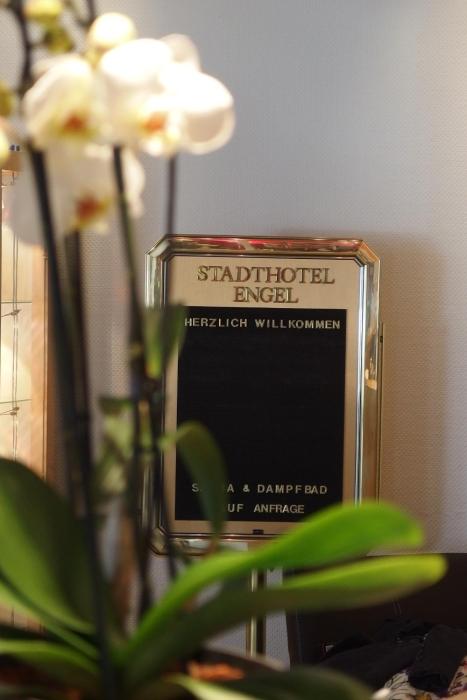 STADTHOTEL
ENGEL
HERZLICH WILLKOMMEN
& DAMPFBAD
ANFRAGE